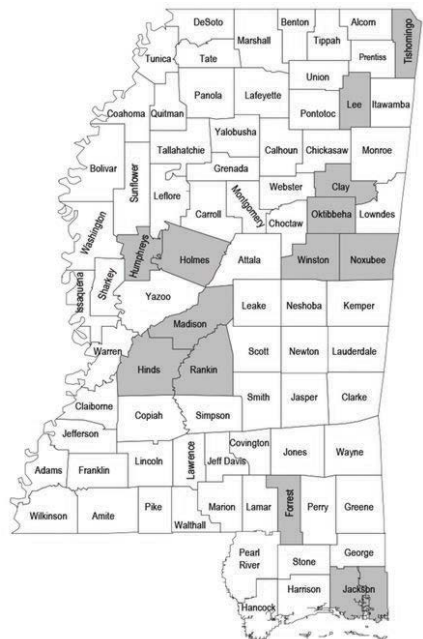 DeSoto
Benton
Alcorn
Marshall
Tippah
Tishomingo
Tunica
Tate
Prentiss
Union
Panola
Lafeyette
Lee
Itawamba
Coahoma
Quitman
Pontotoc
Yalobusha
Tallahatchie
Calhoun
Chickasaw
Monroe
Bolivar
Sunflower
Grenada
Leflore
Webster
Clay
Carroll
Montgomery
Choctaw
Oktibbeha
Lowndes
Washington
Humphreys
Holmes
Attala
Winston
Noxubee
Issaquena
Sharkey
Yazoo
Leake
Neshoba
Kemper
Madison
Warren
Scott
Newton
Lauderdale
Hinds
Rankin
Smith
Jasper
Clarke
Claiborne
Copiah
Simpson
Jefferson
Covington
Lawrence
Jeff Davis
Jones
Wayne
Lincoln
Adams
Franklin
Wilkinson
Amite
Pike
Walthall
Marion
Lamar
Forrest
Perry
Greene
Pearl
River
Stone
George
Hancock
Harrison
Jackson